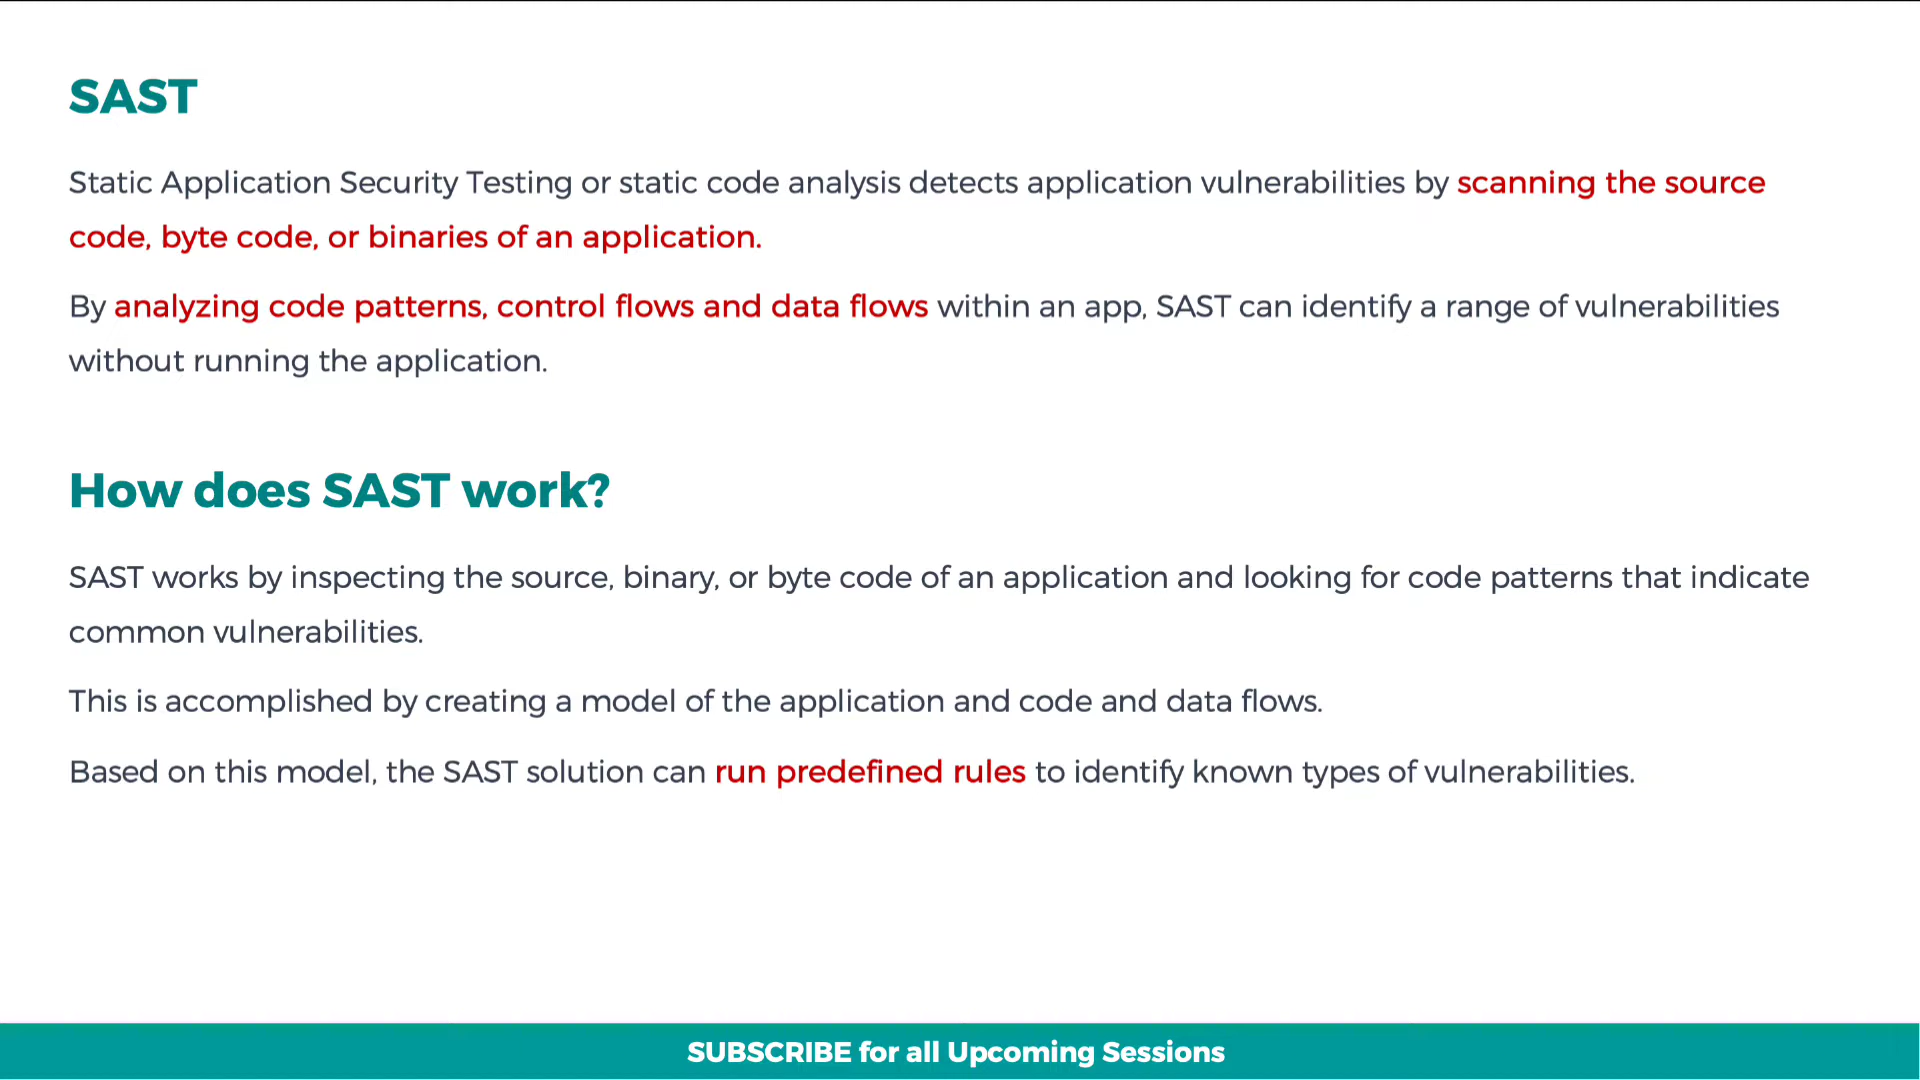 SAST
Static Application Security Testing or static code analysis detects application vulnerabilities by scanning the source
code, byte code, or binaries of an application.
By analyzing code patterns, control flows and data flows within an app, SAST can identify a range of vulnerabilities
without running the application.
How does SAST work?
SAST works by inspecting the source, binary, or byte code of an application and looking for code patterns that indicate
common vulnerabilities.
This is accomplished by creating a model of the application and code and data flows.
Based on this model, the SAST solution can run predefined rules to identify known types of vulnerabilities.
SUBSCRIBE for all Upcoming Sessions